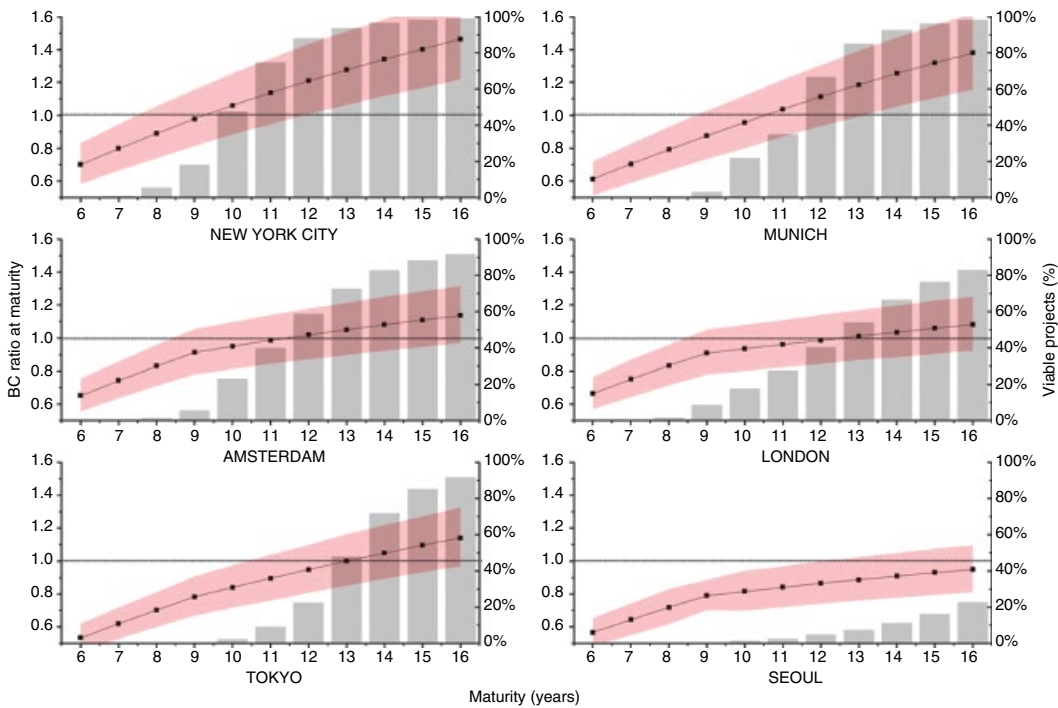 1.6 1.4 1.2 1.0 0.8 0.6
100% 80% 60% 40% 20% 0%
6 7 8 9 10 11 12 13 14 15 16
NEW YORK CITY
1.6 1.4 1.2 1.0 0.8 0.6
100% 80% 60% 40% 20% 0%
6 7 8 9 10 11 12 13 14 15 16
MUNICH
BC ratio at maturity
1.6 1.4 1.2 1.0 0.8 0.6
100% 80% 60% 40% 20% 0%
6 7 8 9 10 11 12 13 14 15 16
AMSTERDAM
1.6 1.4 1.2 1.0 0.8 0.6
100% 80% 60% 40% 20% 0%
6 7 8 9 10 11 12 13 14 15 16
LONDON
Viable projects (%)
1.6 1.4 1.2 1.0 0.8 0.6
100% 80% 60% 40% 20% 0%
6 7 8 9 10 11 12 13 14 15 16
TOKYO
1.6 1.4 1.2 1.0 0.8 0.6
100% 80% 60% 40% 20% 0%
6 7 8 9 10 11 12 13 14 15 16
SEOUL
Maturity (years)